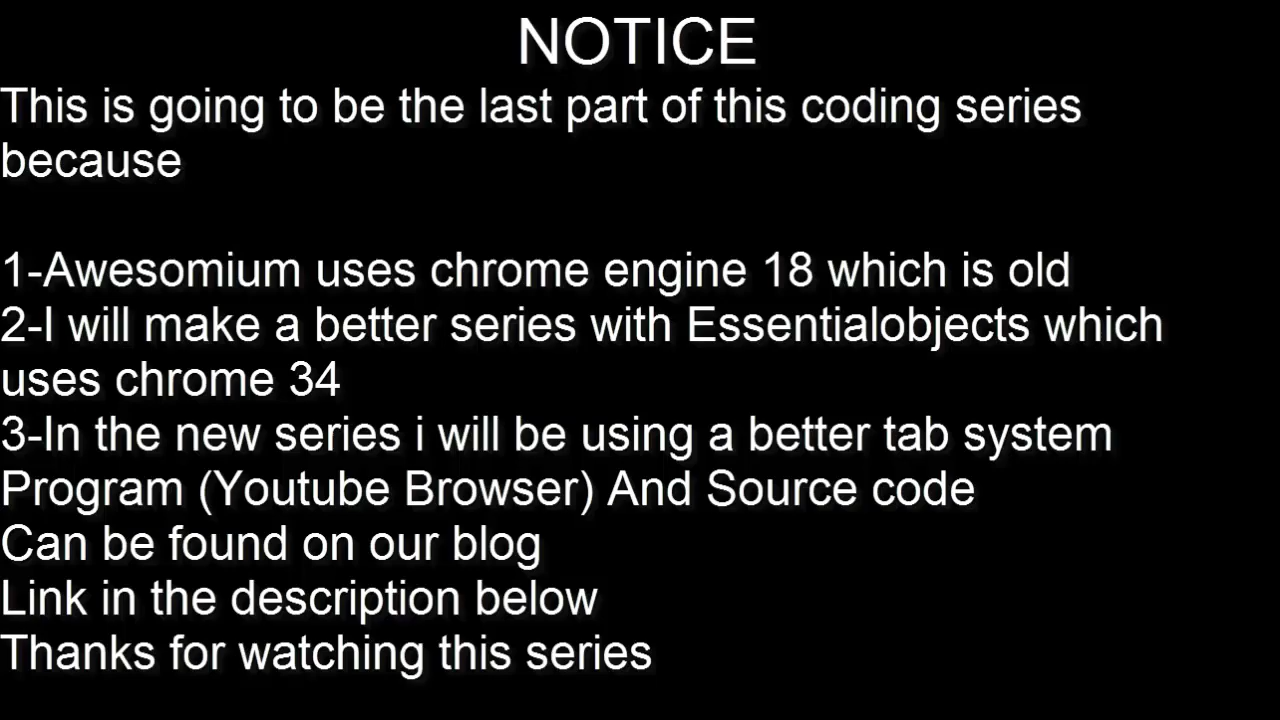 NOTICE
This is going to be the last part of this coding series
because
1-Awesomium uses chrome engine 18 which is old
2-I will make a better series with Essentialobjects which
uses chrome 34
3-In the new series i will be using a better tab system
Program (Youtube Browser) And Source code
Can be found on our blog
Link in the description below
Thanks for watching this series